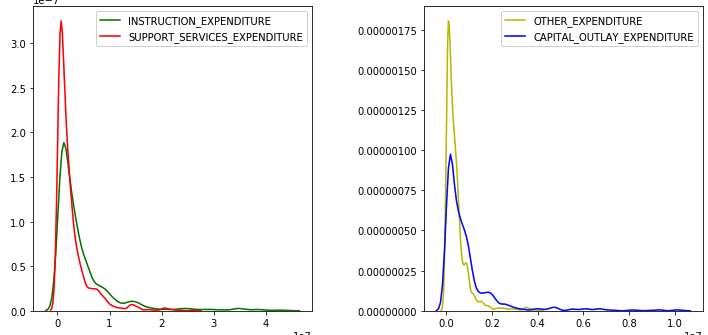 1e−7
INSTRUCTION_EXPENDITURE
SUPPORT_SERVICES_EXPENDITURE
3.0
2.5
2.0
1.5
1.0
0.5
0.0
0 1 2 3 4
1e7
OTHER_EXPENDITURE
CAPITAL_OUTLAY_EXPENDITURE
0.00000175
0.00000150
0.00000125
0.00000100
0.00000075
0.00000050
0.00000025
0.00000000
0.0 0.2 0.4 0.6 0.8 1.0
1e7